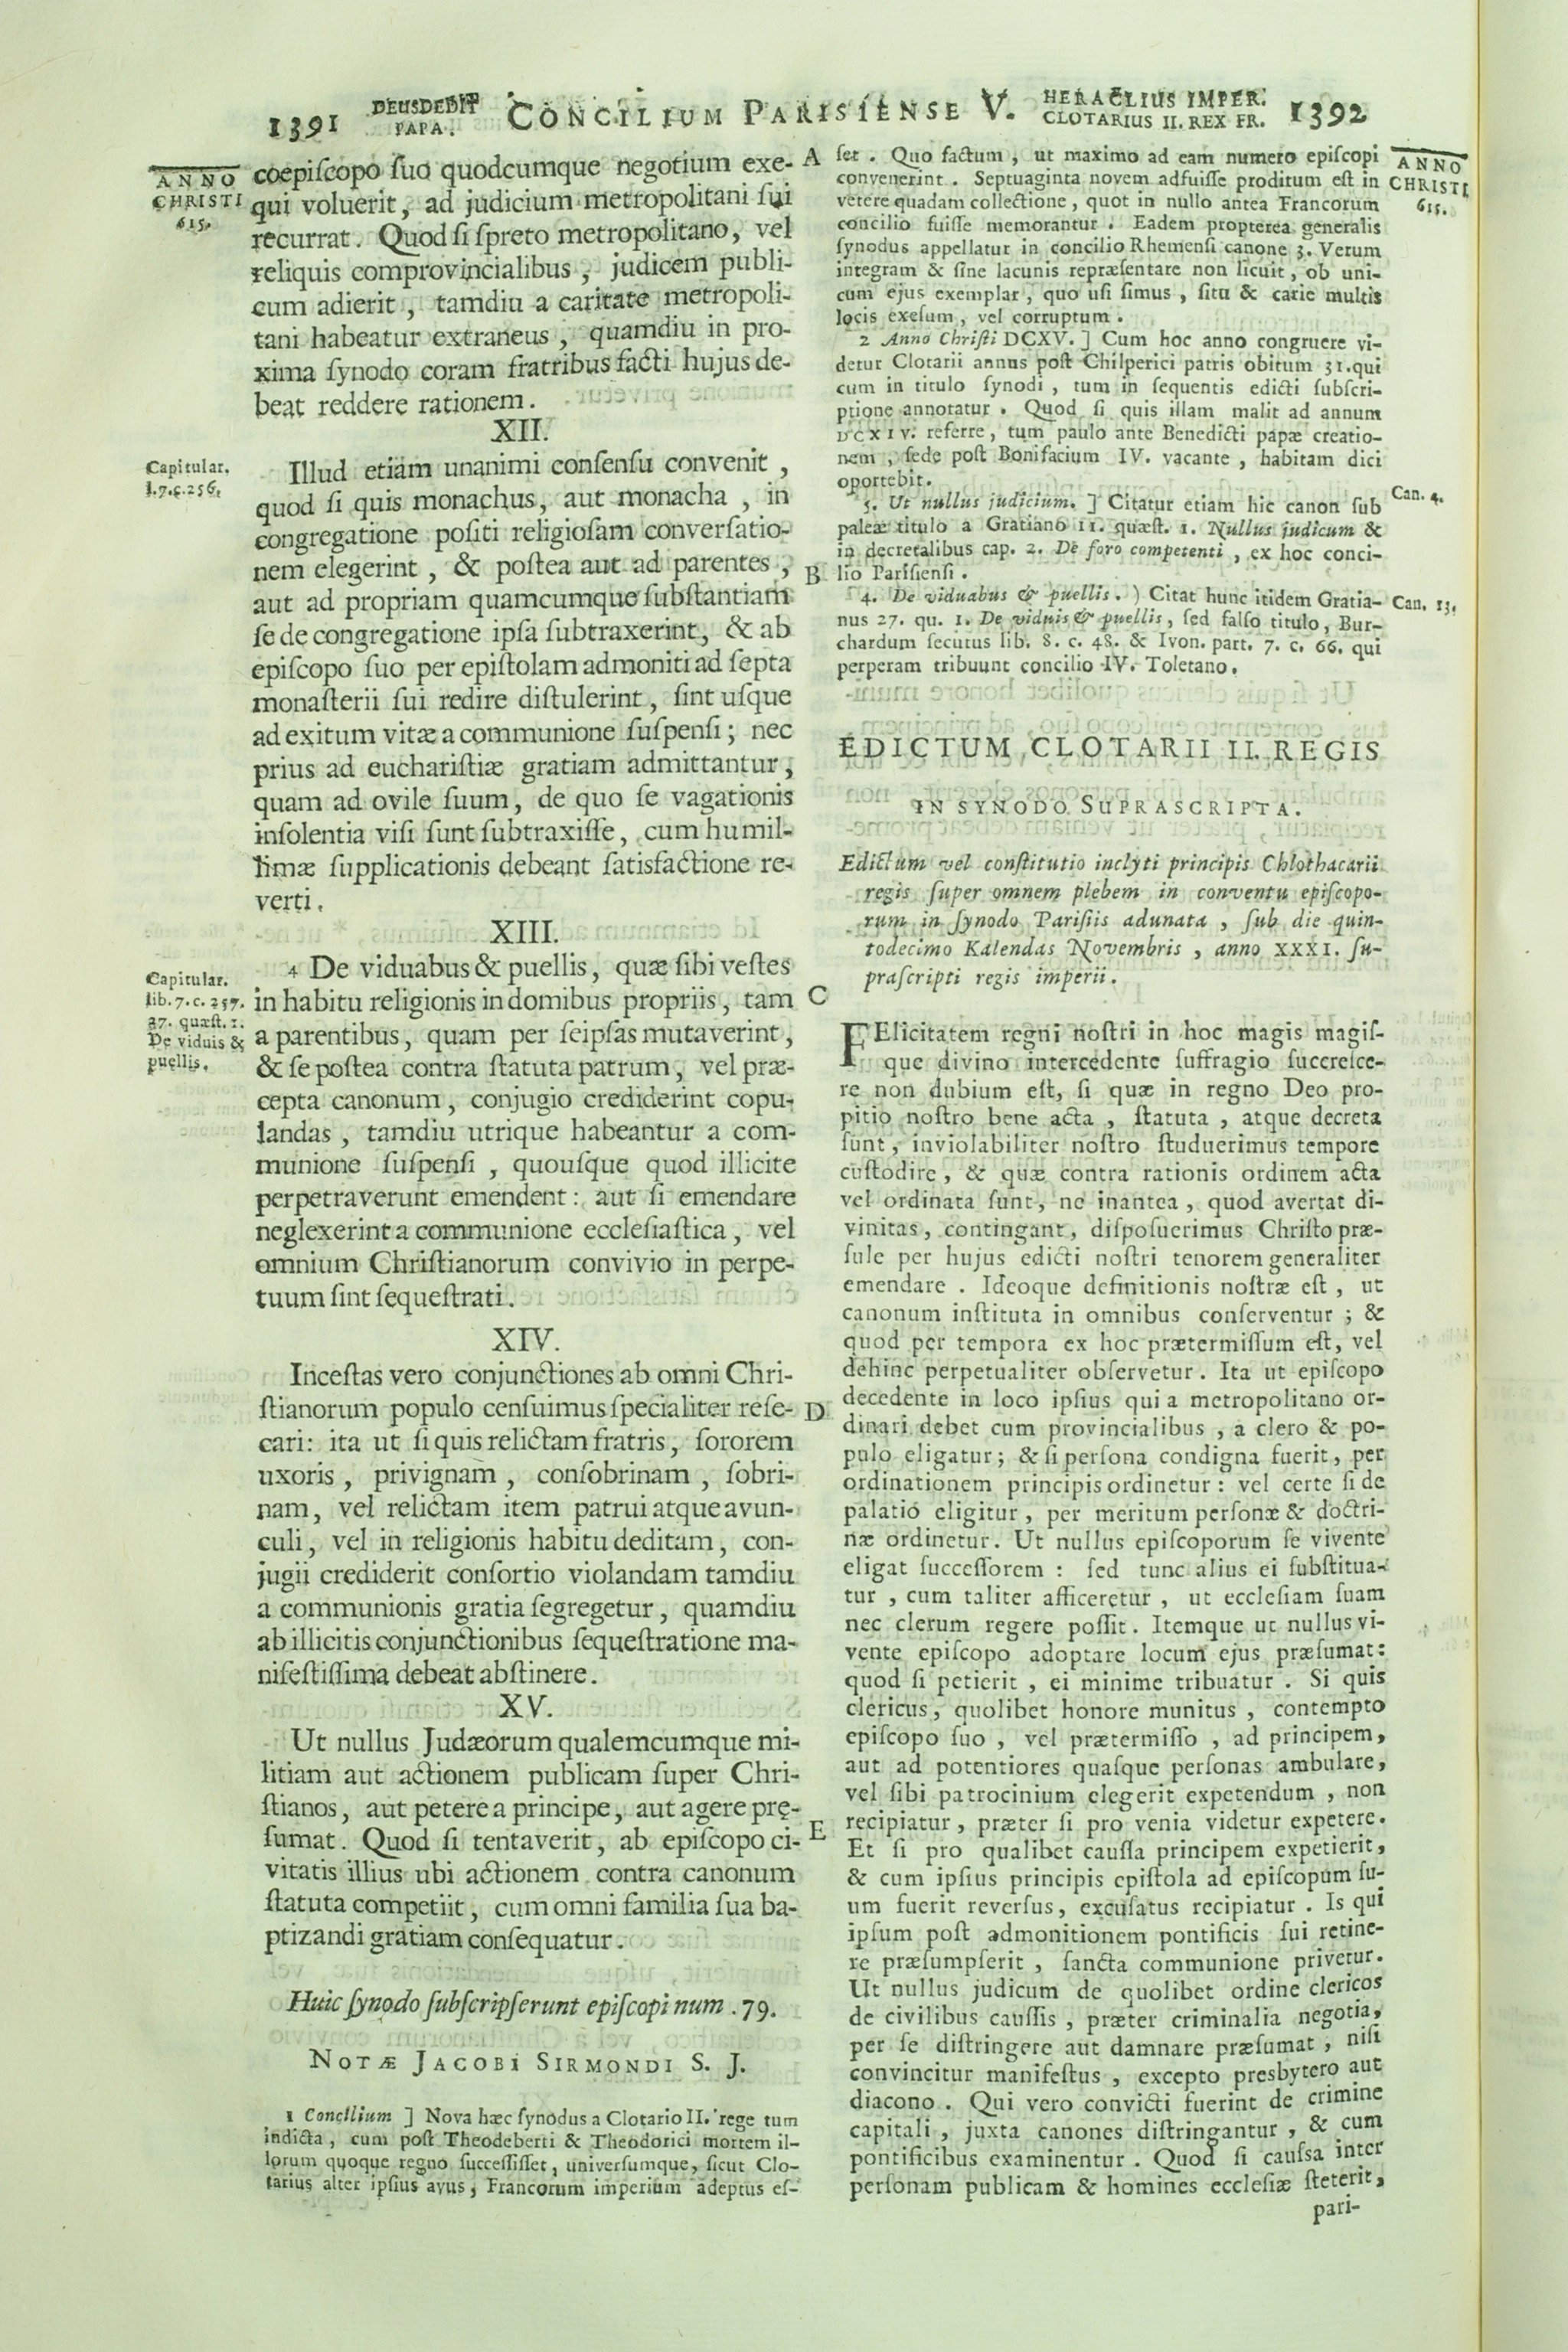 1391 DEUSDEDIT PAPA. CONCILIUM PARISIENSE V. HERACLIUS IMPER. CLOTARIUS II. REX FR. 1392
ANNO
CHRISTI
615.
coepiſcopo ſuo quodcumque negotium exe-
qui voluerit, ad judicium metropolitani ſui
recurrat. Quod ſi ſpreto metropolitano, vel
reliquis comprovincialibus, judicem publi-
cum adierit, tamdiu a caritate metropoli-
tani habeatur extraneus, quamdiu in pro-
xima ſynodo coram fratribus facti hujus de-
beat reddere rationem.
XII.
Capitular.
l.7.c.256.
Illud etiam unanimi conſenſu convenit,
quod ſi quis monachus, aut monacha, in
congregatione poſiti religioſam converſatio-
nem elegerint, & poſtea aut ad parentes,
aut ad propriam quamcumque ſubſtantiam
ſe de congregatione ipſa ſubtraxerint, & ab
epiſcopo ſuo per epiſtolam admoniti ad ſepta
monaſterii ſui redire diſtulerint, ſint uſque
ad exitum vitæ a communione ſuſpenſi; nec
prius ad euchariſtiæ gratiam admittantur,
quam ad ovile ſuum, de quo ſe vagationis
inſolentia viſi ſunt ſubtraxiſſe, cum humil-
limæ ſupplicationis debeant ſatisfactione re-
verti.
XIII.
Capitular.
lib. 7. c. 257.
27. quæſt. 1.
De viduis &
puellis.
4 De viduabus & puellis, quæ ſibi veſtes
in habitu religionis in domibus propriis, tam
a parentibus, quam per ſeipſas mutaverint,
& ſe poſtea contra ſtatuta patrum, vel præ-
cepta canonum, conjugio crediderint copu-
landas, tamdiu utrique habeantur a com-
munione ſuſpenſi, quouſque quod illicite
perpetraverunt emendent: aut ſi emendare
neglexerint a communione eccleſiaſtica, vel
omnium Chriſtianorum convivio in perpe-
tuum ſint ſequeſtrati.
XIV.
Inceſtas vero conjunctiones ab omni Chri-
ſtianorum populo cenſuimus ſpecialiter reſe-
cari: ita ut ſi quis relictam fratris, ſororem
uxoris, privignam, conſobrinam, ſobri-
nam, vel relictam item patrui atque avun-
culi, vel in religionis habitu deditam, con-
jugii crediderit conſortio violandam tamdiu
a communionis gratia ſegregetur, quamdiu
ab illicitis conjunctionibus ſequeſtratione ma-
nifeſtiſſima debeat abſtinere.
XV.
Ut nullus Judæorum qualemcumque mi-
litiam aut actionem publicam ſuper Chri-
ſtianos, aut petere a principe, aut agere prę-
ſumat. Quod ſi tentaverit, ab epiſcopo ci-
vitatis illius ubi actionem contra canonum
ſtatuta competiit, cum omni familia ſua ba-
ptizandi gratiam conſequatur.
Huic ſynodo ſubſcripſerunt epiſcopi num. 79.
NOTÆ JACOBI SIRMONDI S. J.
1 Concilium ] Nova hæc ſynodus a Clotario II. rege tum
indicta, cum poſt Theodeberti & Theodorici mortem il-
lorum quoque regno ſucceſſiſſet, univerſumque, ſicut Clo-
tarius alter ipſius avus, Francorum imperium adeptus eſ-
A
B
C
D
E
ſet. Quo factum, ut maximo ad eam numero epiſcopi
convenerint. Septuaginta novem adfuiſſe proditum eſt in
vetere quadam collectione, quot in nullo antea Francorum
concilio fuiſſe memorantur. Eadem propterea generalis
ſynodus appellatur in concilio Rhemenſi canone 3. Verum
integram & ſine lacunis repræſentare non licuit, ob uni-
cum ejus exemplar, quo uſi ſimus, ſitu & carie multis
locis exeſum, vel corruptum.
ANNO
CHRISTI
615.
2 Anno Chriſti DCXV. ] Cum hoc anno congruere vi-
detur Clotarii annus poſt Chilperici patris obitum 31. qui
cum in titulo ſynodi, tum in ſequentis edicti ſubſcri-
ptione annotatur. Quod ſi quis illam malit ad annum
DCXIV. referre, tum paulo ante Benedicti papæ creatio-
nem, ſede poſt Bonifacium IV. vacante, habitam dici
oportebit.
3. Ut nullus judicium. ] Citatur etiam hic canon ſub
paleæ titulo a Gratiano 11. quæſt. 1. Nullus judicum &
in decretalibus cap. 2. De foro competenti, ex hoc conci-
lio Pariſienſi.
Can. 4.
4. De viduabus & puellis. ) Citat hunc itidem Gratia-
nus 27. qu. 1. De viduis & puellis, ſed falſo titulo, Bur-
chardum ſecutus lib. 8. c. 48. & Ivon. part. 7. c. 66. qui
perperam tribuunt concilio IV. Toletano.
Can. 13.
EDICTUM CLOTARII II. REGIS
IN SYNODO SUPRASCRIPTA.
Edictum vel conſtitutio inclyti principis Chlothacarii
regis ſuper omnem plebem in conventu epiſcopo-
rum in ſynodo Pariſiis adunata, ſub die quin-
todecimo Kalendas Novembris, anno XXXI. ſu-
praſcripti regis imperii.
FElicitatem regni noſtri in hoc magis magiſ-
que divino intercedente ſuffragio ſuccreſce-
re non dubium eſt, ſi quæ in regno Deo pro-
pitio noſtro bene acta, ſtatuta, atque decreta
ſunt, inviolabiliter noſtro ſtuduerimus tempore
cuſtodire, & quæ contra rationis ordinem acta
vel ordinata ſunt, ne inantea, quod avertat di-
vinitas, contingant, diſpoſuerimus Chriſto præ-
ſule per hujus edicti noſtri tenorem generaliter
emendare. Ideoque definitionis noſtræ eſt, ut
canonum inſtituta in omnibus conſerventur; &
quod per tempora ex hoc prætermiſſum eſt, vel
dehinc perpetualiter obſervetur. Ita ut epiſcopo
decedente in loco ipſius qui a metropolitano or-
dinari debet cum provincialibus, a clero & po-
pulo eligatur; & ſi perſona condigna fuerit, per
ordinationem principis ordinetur: vel certe ſi de
palatio eligitur, per meritum perſonæ & doctri-
næ ordinetur. Ut nullus epiſcoporum ſe vivente
eligat ſucceſſorem: ſed tunc alius ei ſubſtitua-
tur, cum taliter afficeretur, ut eccleſiam ſuam
nec clerum regere poſſit. Itemque ut nullus vi-
vente epiſcopo adoptare locum ejus præſumat:
quod ſi petierit, ei minime tribuatur. Si quis
clericus, quolibet honore munitus, contempto
epiſcopo ſuo, vel prætermiſſo, ad principem,
aut ad potentiores quaſque perſonas ambulare,
vel ſibi patrocinium elegerit expetendum, non
recipiatur, præter ſi pro venia videtur expetere.
Et ſi pro qualibet cauſſa principem expetierit,
& cum ipſius principis epiſtola ad epiſcopum ſu-
um fuerit reverſus, excuſatus recipiatur. Is qui
ipſum poſt admonitionem pontificis ſui retine-
re præſumpſerit, ſancta communione privetur.
Ut nullus judicum de quolibet ordine clericos
de civilibus cauſſis, præter criminalia negotia,
per ſe diſtringere aut damnare præſumat, niſi
convincitur manifeſtus, excepto presbytero aut
diacono. Qui vero convicti fuerint de crimine
capitali, juxta canones diſtringantur, & cum
pontificibus examinentur. Quod ſi cauſsa inter
perſonam publicam & homines eccleſiæ ſteterit,
pari-